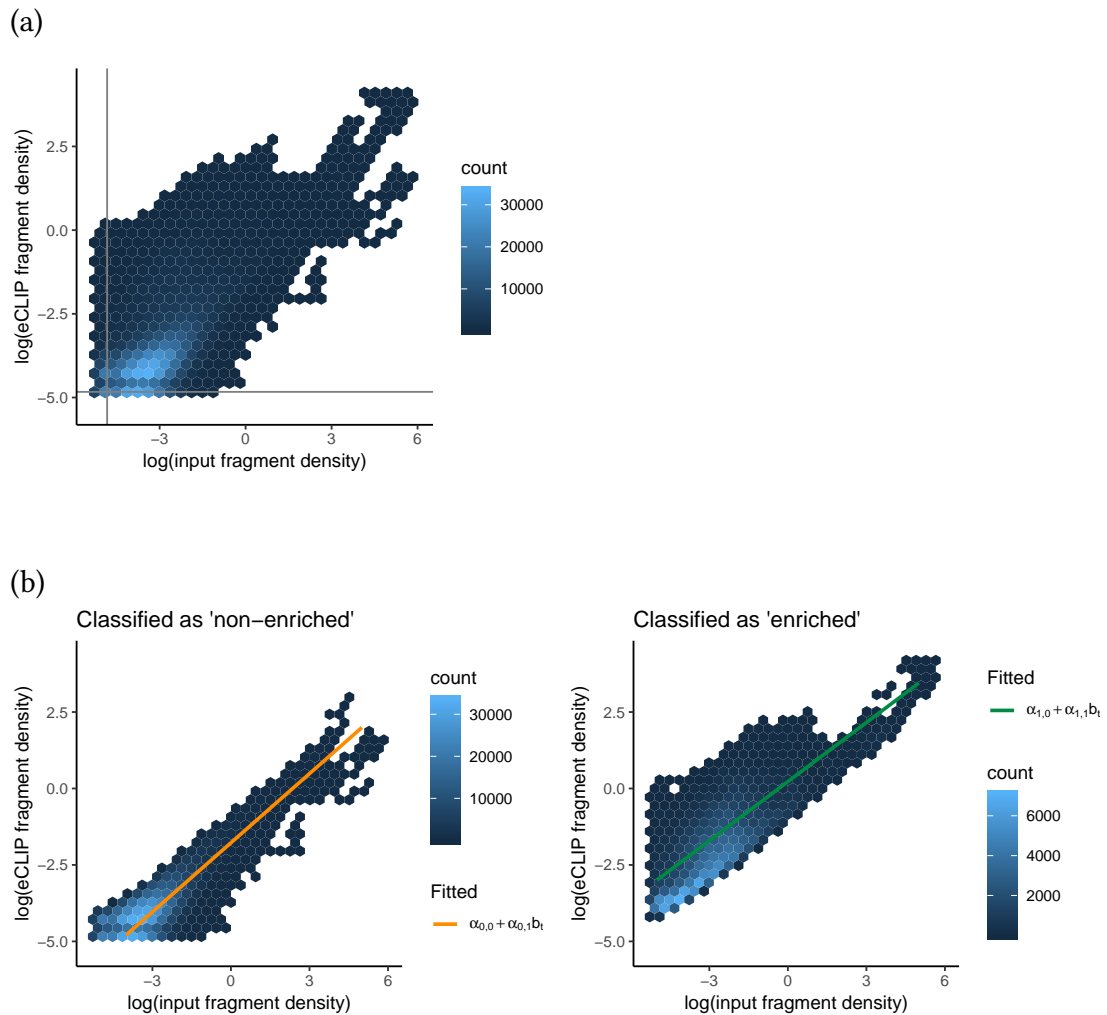 (a)
log(eCLIP fragment density)
2.5
0.0
−2.5
−5.0
−3 0 3 6
log(input fragment density)
count
30000
20000
10000
(b)
Classified as 'non−enriched'
log(eCLIP fragment density)
2.5
0.0
−2.5
−5.0
−3 0 3 6
log(input fragment density)
count
30000
20000
10000
Fitted
α0,0 + α0,1bt
Classified as 'enriched'
log(eCLIP fragment density)
2.5
0.0
−2.5
−5.0
−3 0 3 6
log(input fragment density)
Fitted
α1,0 + α1,1bt
count
6000
4000
2000